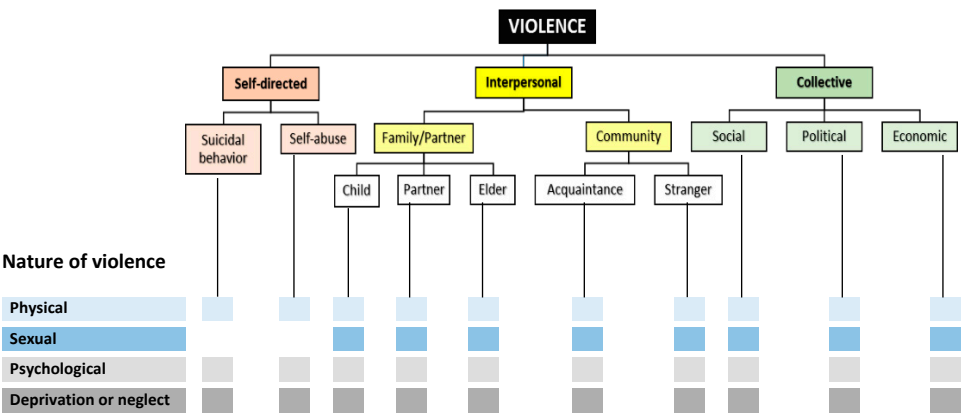 VIOLENCE
Self-directed
Interpersonal
Collective
Suicidal
behavior
Self-abuse
Family/Partner
Community
Social
Political
Economic
Child
Partner
Elder
Acquaintance
Stranger
Nature of violence
Physical
Sexual
Psychological
Deprivation or neglect